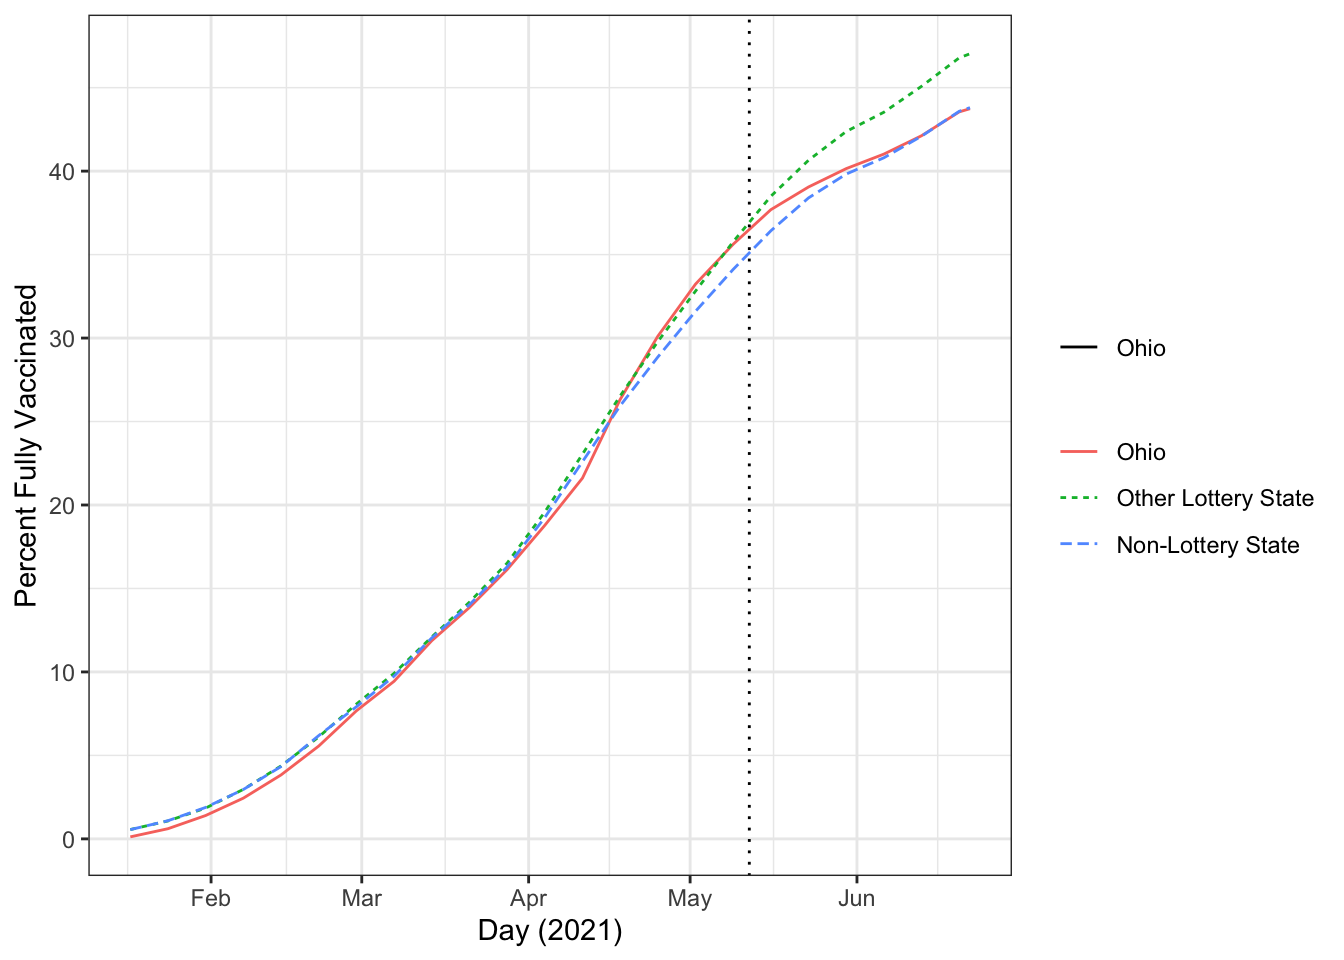 Percent Fully Vaccinated
40
30
20
10
0
Feb
Mar
Apr
May
Jun
Day (2021)
Ohio
Ohio
Other Lottery State
Non-Lottery State